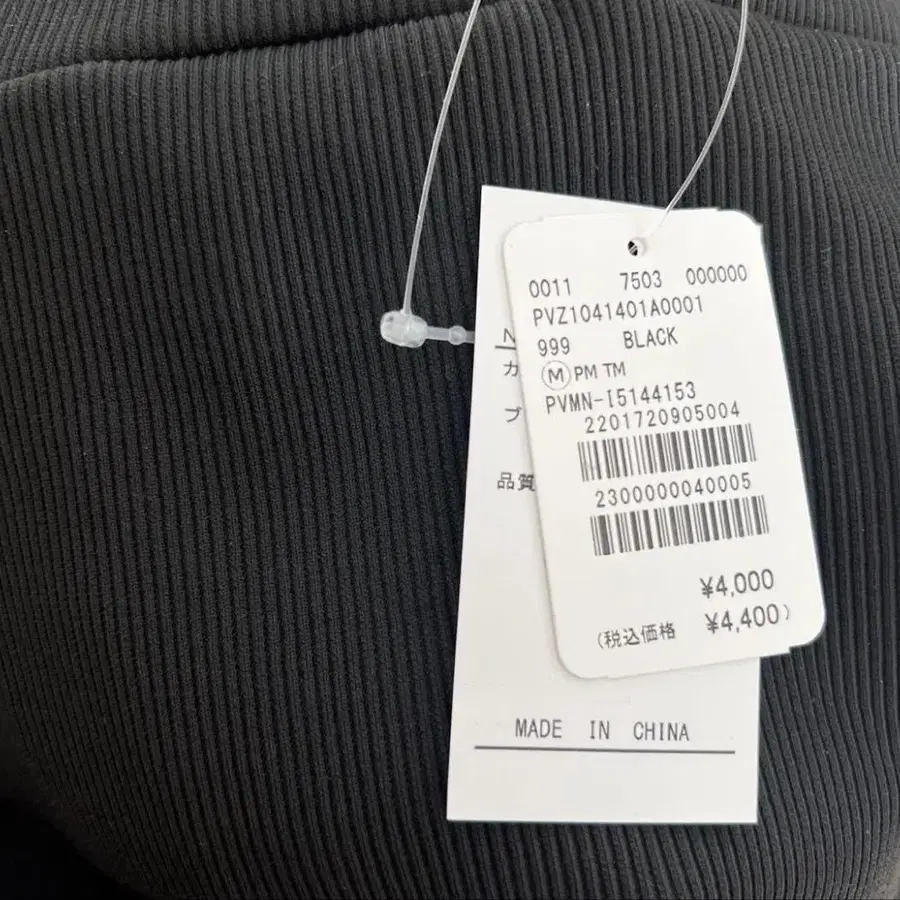 0011 7503 000000
PVZ1041401A0001
999 BLACK
M PM TM
PVMN-I5144153
2201720905004
2300000040005
¥4,000
(税込価格 ¥4,400)
N
カ
ブ
品質
MADE IN CHINA